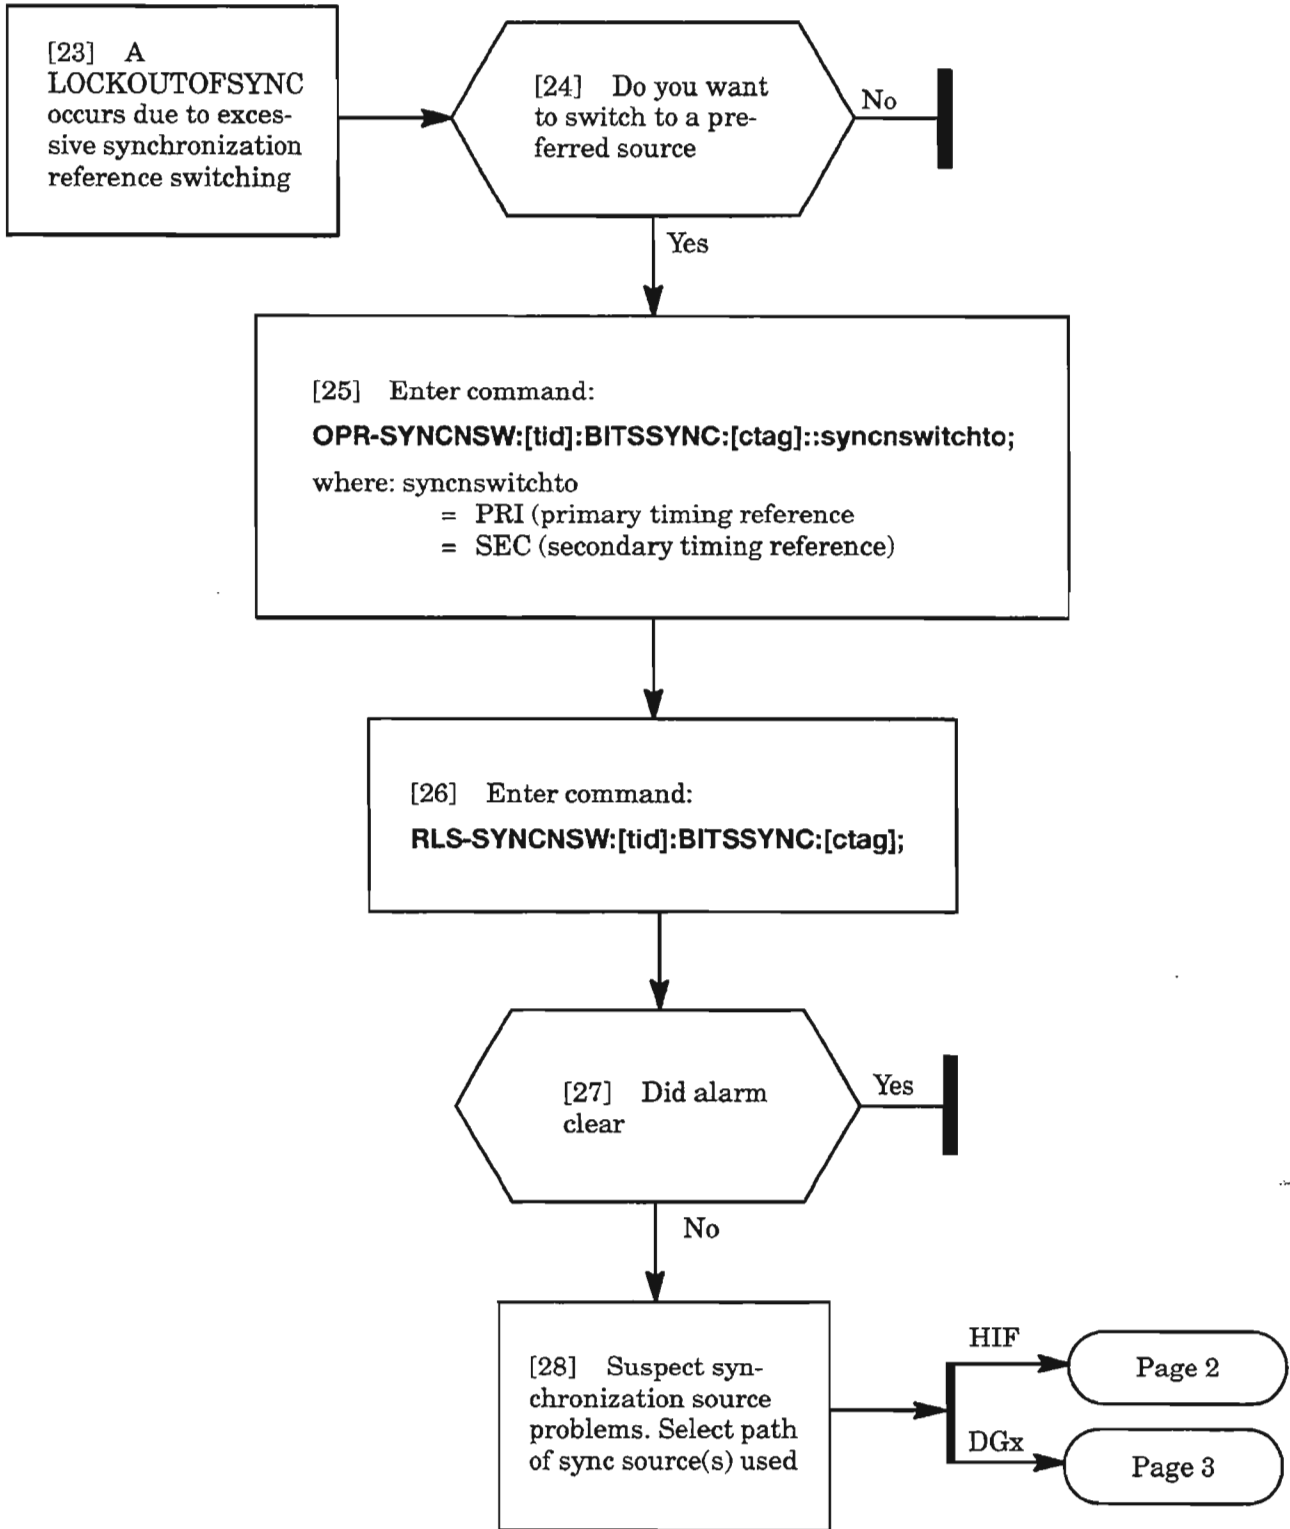 [23] A
LOCKOUTOFSYNC
occurs due to exces-
sive synchronization
reference switching
[24] Do you want
to switch to a pre-
ferred source
No
Yes
[25] Enter command:
OPR-SYNCNSW:[tid]:BITSSYNC:[ctag]::syncnswitchto;
where: syncnswitchto
= PRI (primary timing reference
= SEC (secondary timing reference)
[26] Enter command:
RLS-SYNCNSW:[tid]:BITSSYNC:[ctag];
[27] Did alarm
clear
Yes
No
[28] Suspect syn-
chronization source
problems. Select path
of sync source(s) used
HIF
Page 2
DGx
Page 3